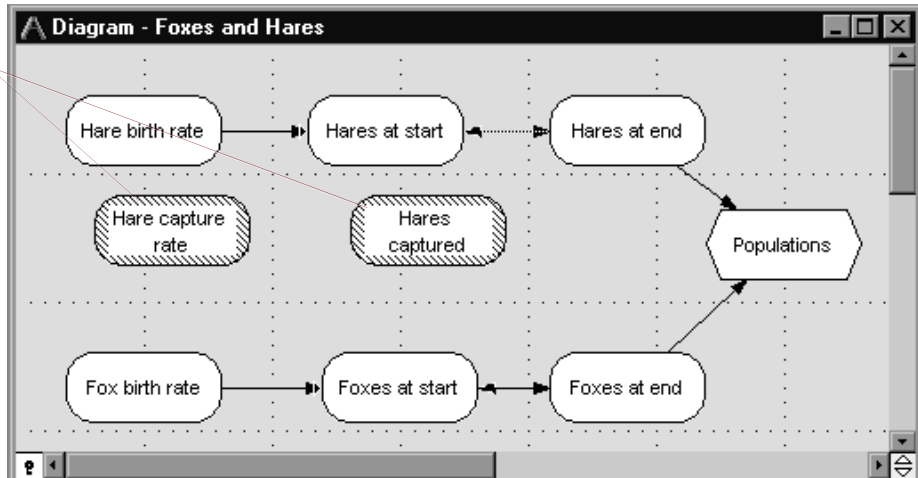 Diagram - Foxes and Hares
Hare birth rate
Hares at start
Hares at end
Hare capture
rate
Hares
captured
Populations
Fox birth rate
Foxes at start
Foxes at end
?